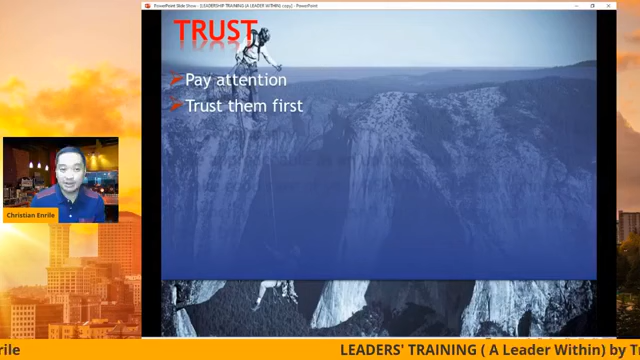 PowerPoint Slide Show - [LEADERSHIP TRAINING (A LEADER WITHIN) copy] - PowerPoint
TRUST
Pay attention
Trust them first
Christian Enrile
rile
LEADERS' TRAINING ( A Leader Within) by Tr